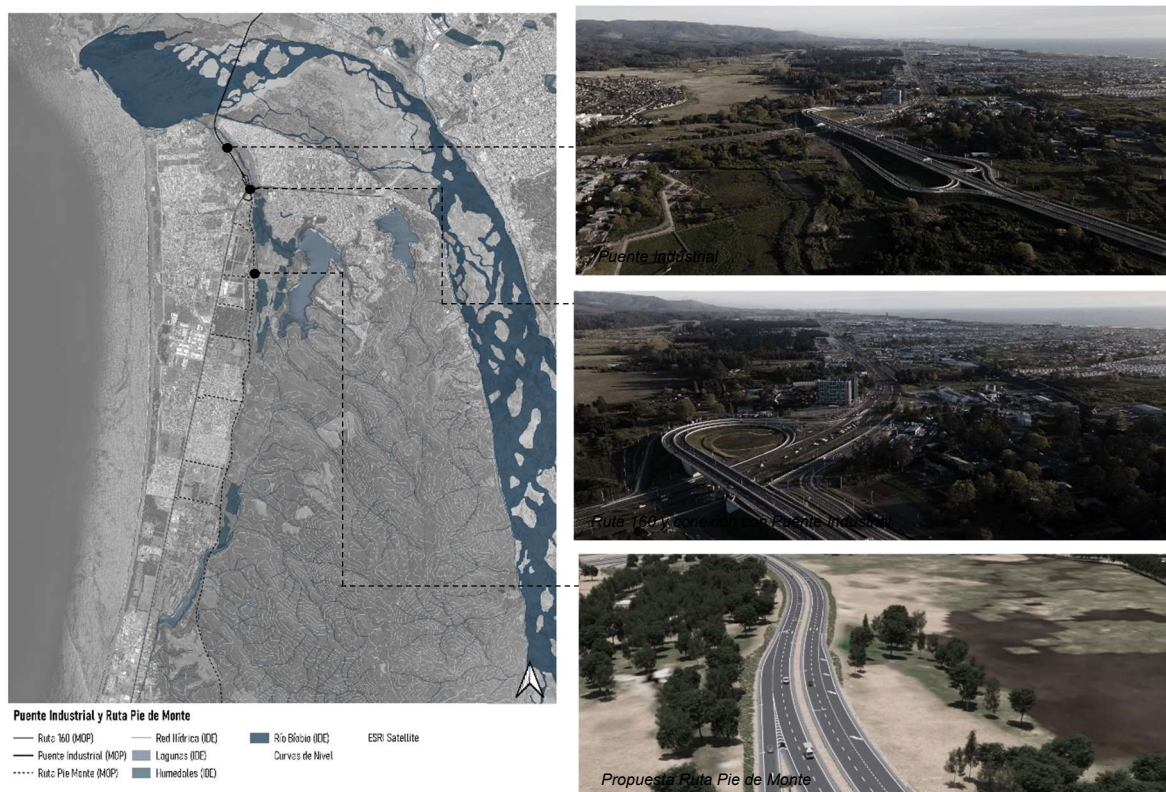 Puente Industrial
Ruta 160 y conexión con Puente Industrial
Propuesta Ruta Pie de Monte
Puente Industrial y Ruta Pie de Monte
Ruta 160 (MOP)
Puente Industrial (MOP)
Ruta Pie Monte (MOP)
Red Hídrica (IDE)
Lagunas (IDE)
Humedales (IDE)
Río Bíobio (IDE)
Curvas de Nivel
ESRI Satellite